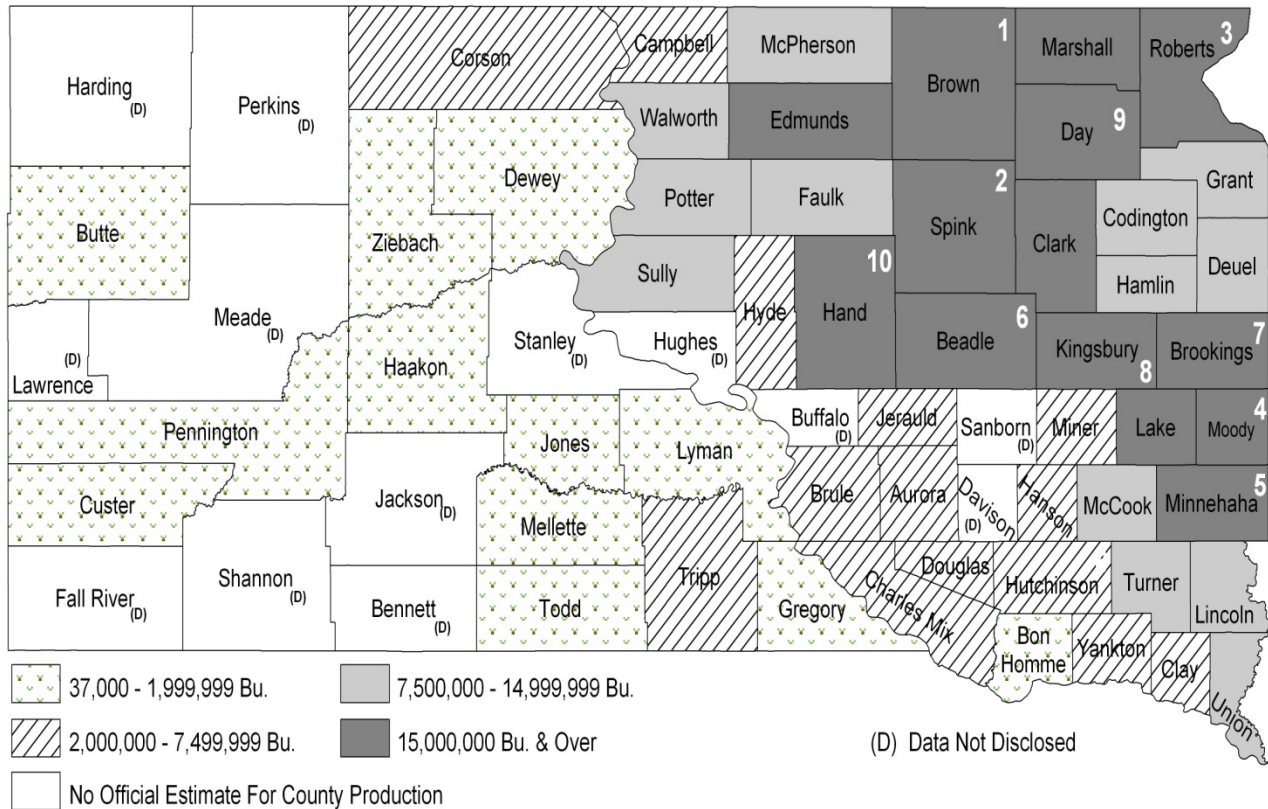 Harding
(D)
Perkins
(D)
Corson
Campbell
McPherson
1
Brown
Marshall
Roberts
3
Walworth
Edmunds
Day
9
Butte
Dewey
Ziebach
Potter
Faulk
2
Spink
Clark
Codington
Grant
Deuel
Hamlin
Meade
(D)
Sully
Hyde
10
Hand
6
Beadle
Kingsbury
8
Brookings
7
(D)
Lawrence
Haakon
Stanley
(D)
Hughes
(D)
Pennington
Jones
Lyman
Buffalo
(D)
Jerauld
Sanborn
(D)
Miner
Lake
4
Moody
Custer
Jackson
(D)
Mellette
Brule
Aurora
Davison
(D)
Hanson
McCook
5
Minnehaha
Fall River
(D)
Shannon
(D)
Bennett
(D)
Todd
Tripp
Gregory
Charles Mix
Douglas
Hutchinson
Turner
Lincoln
Bon
Homme
Yankton
Clay
Union
37,000 - 1,999,999 Bu.
7,500,000 - 14,999,999 Bu.
2,000,000 - 7,499,999 Bu.
15,000,000 Bu. & Over
(D) Data Not Disclosed
No Official Estimate For County Production